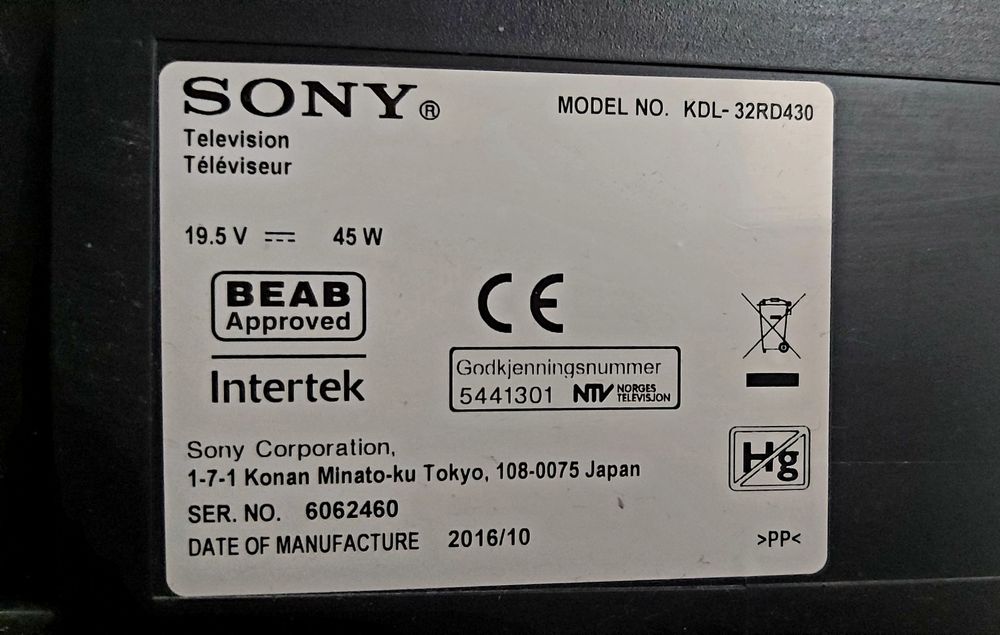 SONY®
MODEL NO. KDL-32RD430
Television
Téléviseur
19.5 V 45 W
BEAB
Approved
Intertek
CE
Godkjenningsnummer
5441301 NTV NORGES TELEVISJON
Hg
Sony Corporation,
1-7-1 Konan Minato-ku Tokyo, 108-0075 Japan
SER. NO. 6062460
DATE OF MANUFACTURE 2016/10
>PP<